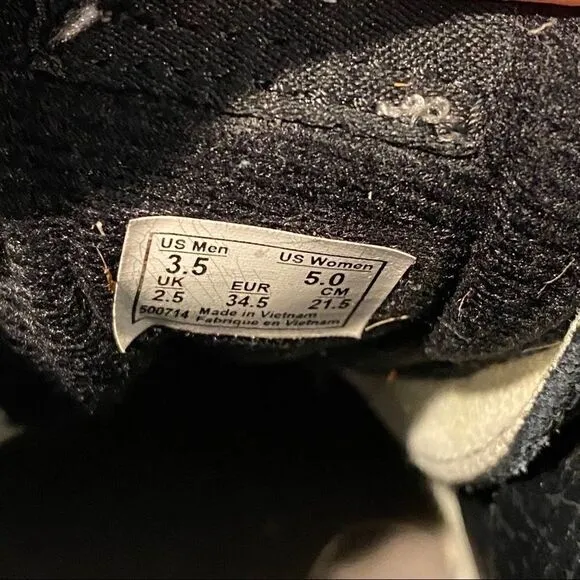 US Men US Women
3.5 5.0
UK EUR CM
2.5 34.5 21.5
500714 Made in Vietnam
Fabrique en Vietnam